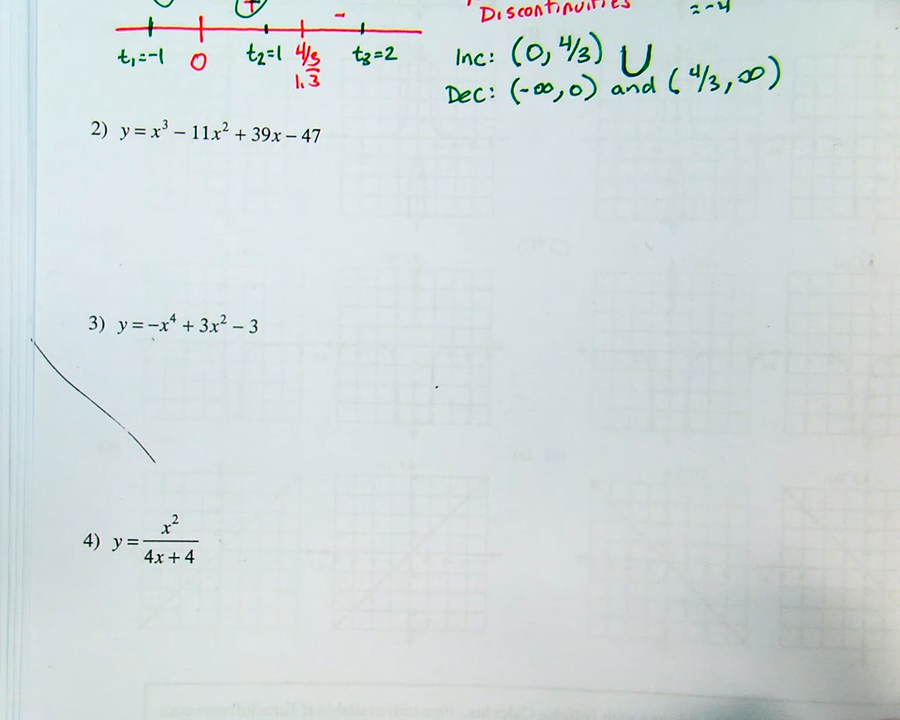 + -
Discontinuities = -4
t₁=-1 0 t₂=1 4/3 t₃=2
1.3̅
Inc: (0, 4/3) ∪
Dec: (-∞, 0) and (4/3, ∞)
2) y = x³ − 11x² + 39x − 47
3) y = −x⁴ + 3x² − 3
4) y = x²/(4x + 4)